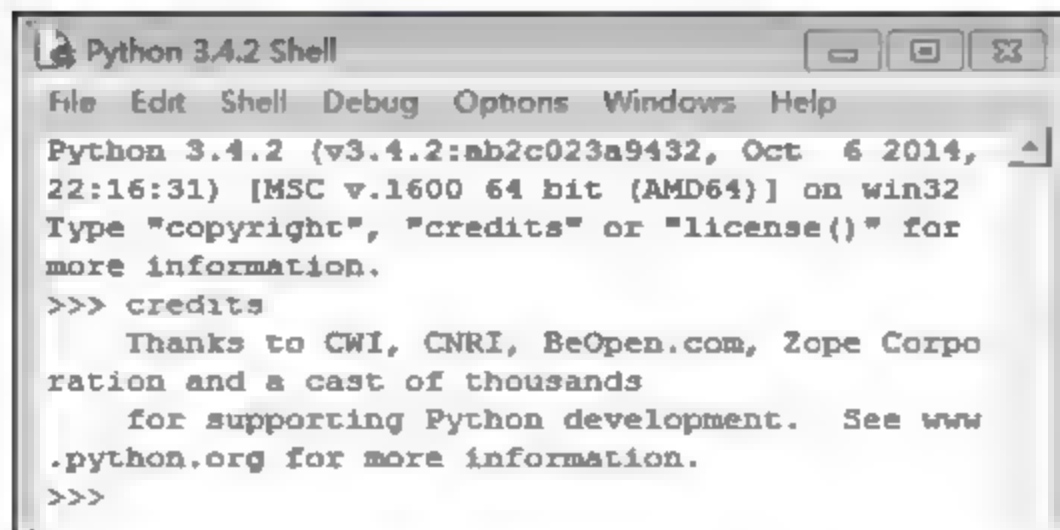 Python 3.4.2 Shell
File Edit Shell Debug Options Windows Help
Python 3.4.2 (v3.4.2:ab2c023a9432, Oct  6 2014,
22:16:31) [MSC v.1600 64 bit (AMD64)] on win32
Type "copyright", "credits" or "license()" for
more information.
>>> credits
    Thanks to CWI, CNRI, BeOpen.com, Zope Corpo
ration and a cast of thousands
    for supporting Python development.  See www
.python.org for more information.
>>>